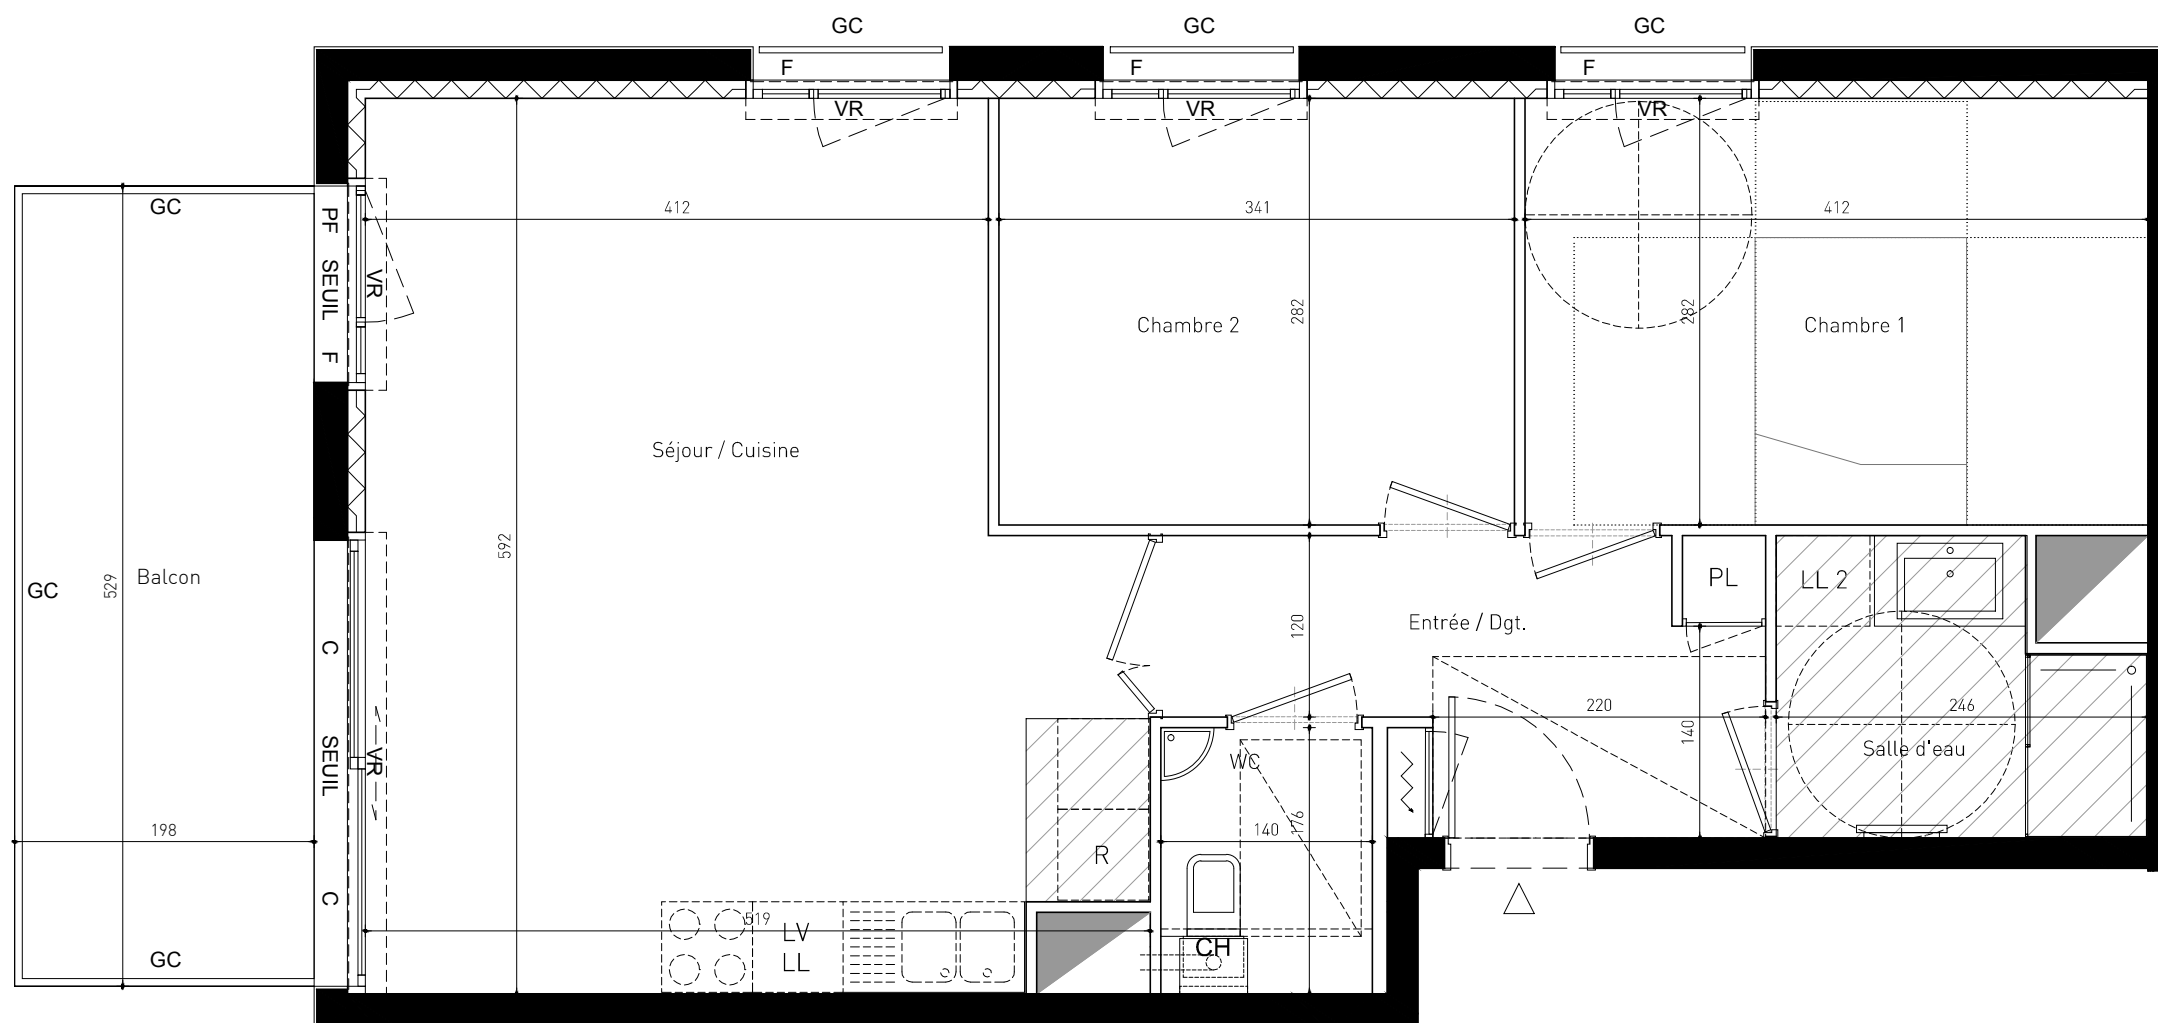 GC
GC
GC
F
F
F
VR
VR
VR
GC
PF
SEUIL
F
VR
412
341
412
282
282
Chambre 2
Chambre 1
Séjour / Cuisine
592
529
Balcon
GC
PL
LL 2
120
Entrée / Dgt.
C
SEUIL
C
VR
220
140
246
Salle d'eau
WC
198
140
176
R
519
LV
LL
CH
GC